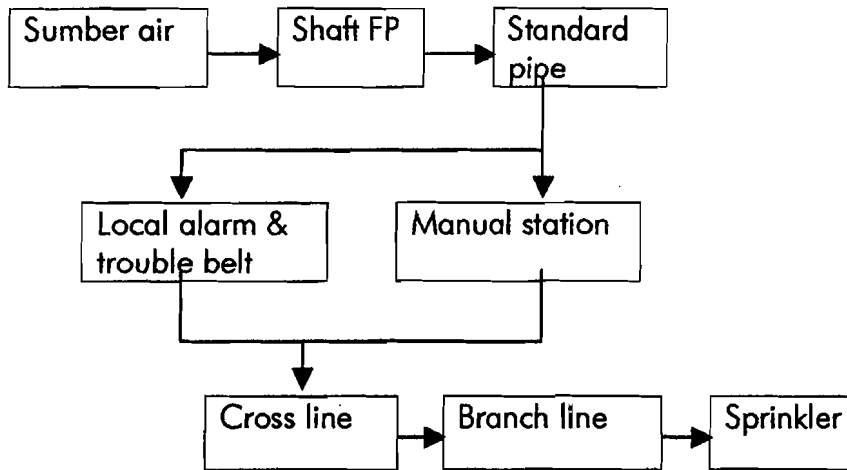 Sumber air
Shaft FP
Standard
pipe
Local alarm &
trouble belt
Manual station
Cross line
Branch line
Sprinkler